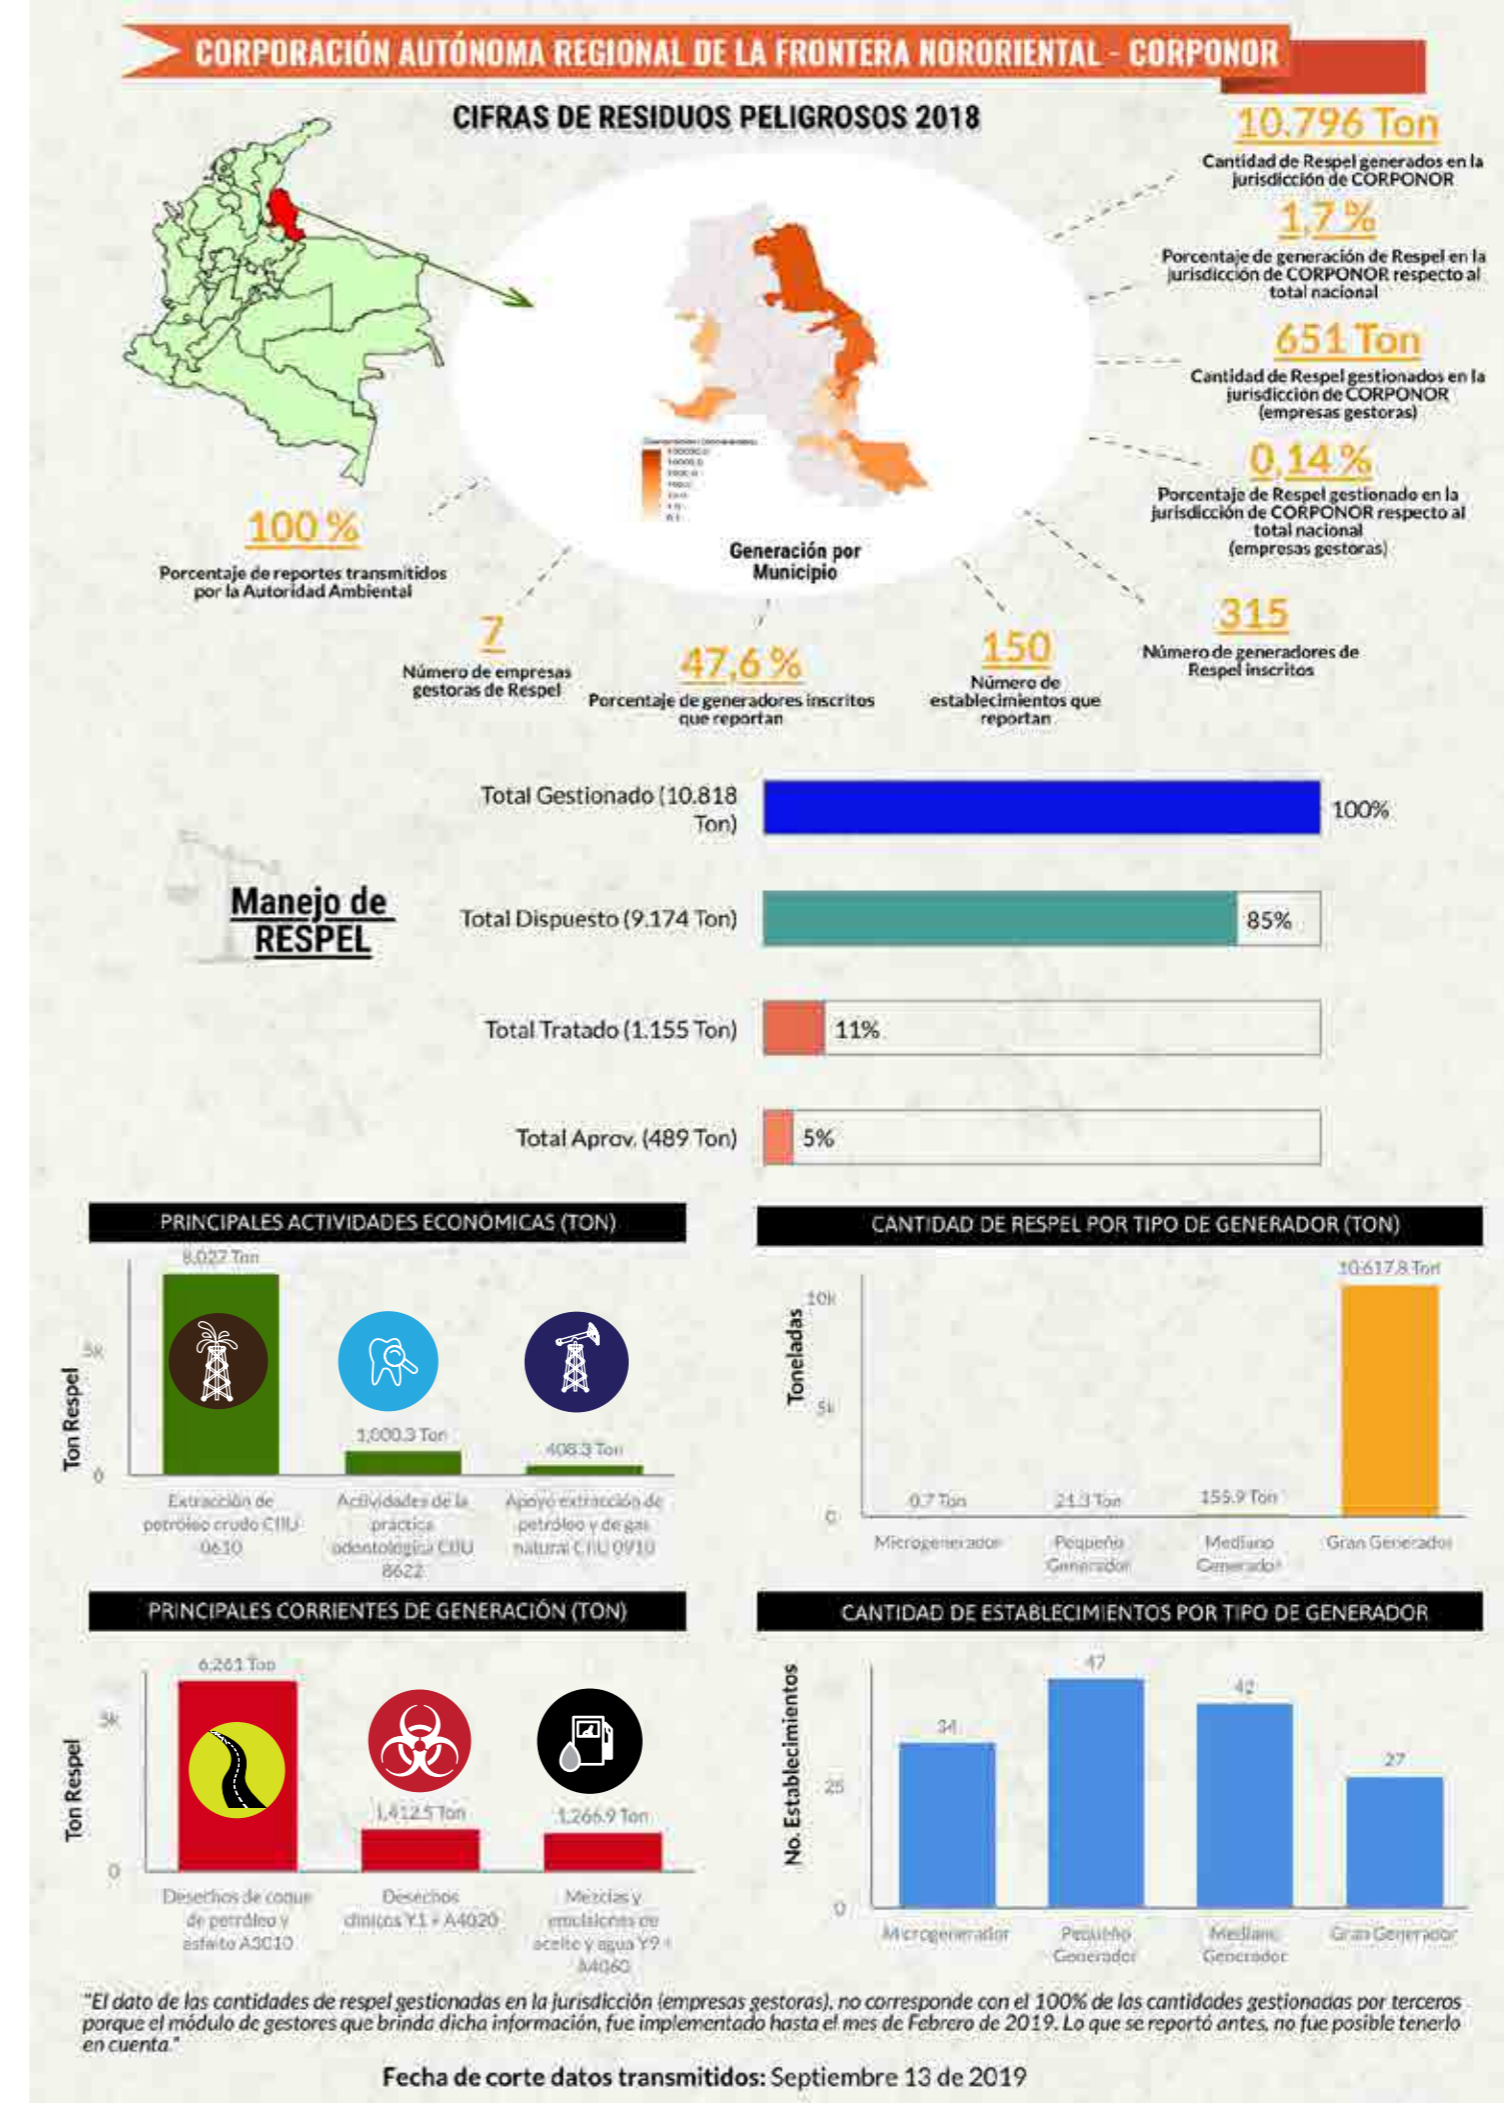 CORPORACIÓN AUTÓNOMA REGIONAL DE LA FRONTERA NORORIENTAL - CORPONOR
CIFRAS DE RESIDUOS PELIGROSOS 2018
10.796 Ton
Cantidad de Respel generados en la
jurisdicción de CORPONOR
1,7 %
Porcentaje de generación de Respel en la
jurisdicción de CORPONOR respecto al
total nacional
651 Ton
Cantidad de Respel gestionados en la
jurisdicción de CORPONOR
(empresas gestoras)
0,14 %
Porcentaje de Respel gestionado en la
jurisdicción de CORPONOR respecto al
total nacional
(empresas gestoras)
Generación por
Municipio
100 %
Porcentaje de reportes transmitidos
por la Autoridad Ambiental
7
Número de empresas
gestoras de Respel
47,6 %
Porcentaje de generadores inscritos
que reportan
150
Número de
establecimientos que
reportan
315
Número de generadores de
Respel inscritos
Manejo de
RESPEL
Total Gestionado (10.818
Ton)
100%
Total Dispuesto (9.174 Ton)
85%
Total Tratado (1.155 Ton)
11%
Total Aprov. (489 Ton)
5%
PRINCIPALES ACTIVIDADES ECONÓMICAS (TON)
Ton Respel
5k
0
8,027 Ton
1,000.3 Ton
408.3 Ton
Extracción de
petróleo crudo CIIU
0610
Actividades de la
práctica
odontológica CIIU
8622
Apoyo extracción de
petróleo y de gas
natural CIIU 0910
CANTIDAD DE RESPEL POR TIPO DE GENERADOR (TON)
Toneladas
10k
5k
0
0.7 Ton
21.3 Ton
155.9 Ton
10,617.8 Ton
Microgenerador
Pequeño
Generador
Mediano
Generador
Gran Generador
PRINCIPALES CORRIENTES DE GENERACIÓN (TON)
Ton Respel
5k
0
6,261 Ton
1,412.5 Ton
1,266.9 Ton
Desechos de coque
de petróleo y
asfalto A3010
Desechos
clínicos Y1 + A4020
Mezclas y
emulsiones de
aceite y agua Y9 +
A4060
CANTIDAD DE ESTABLECIMIENTOS POR TIPO DE GENERADOR
No. Establecimientos
25
0
34
47
42
27
Microgenerador
Pequeño
Generador
Mediano
Generador
Gran Generador
"El dato de las cantidades de respel gestionadas en la jurisdicción (empresas gestoras), no corresponde con el 100% de las cantidades gestionadas por terceros
porque el módulo de gestores que brinda dicha información, fue implementado hasta el mes de Febrero de 2019. Lo que se reportó antes, no fue posible tenerlo
en cuenta."
Fecha de corte datos transmitidos: Septiembre 13 de 2019